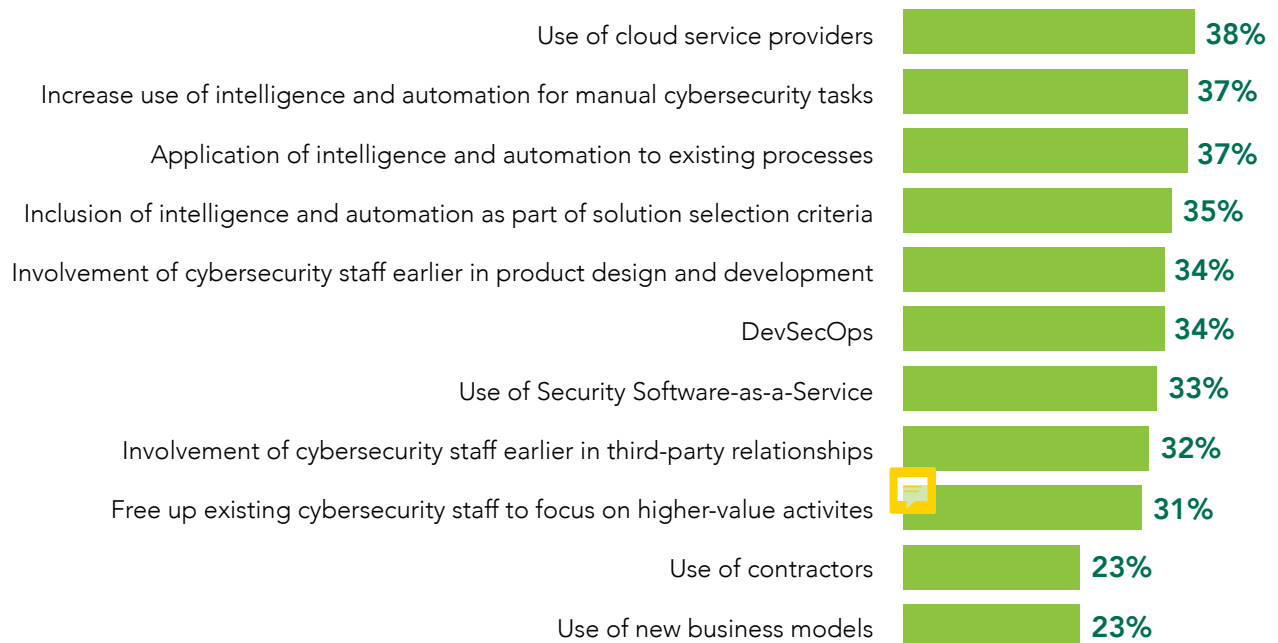 Use of cloud service providers 38%
Increase use of intelligence and automation for manual cybersecurity tasks 37%
Application of intelligence and automation to existing processes 37%
Inclusion of intelligence and automation as part of solution selection criteria 35%
Involvement of cybersecurity staff earlier in product design and development 34%
DevSecOps 34%
Use of Security Software-as-a-Service 33%
Involvement of cybersecurity staff earlier in third-party relationships 32%
Free up existing cybersecurity staff to focus on higher-value activites 31%
Use of contractors 23%
Use of new business models 23%